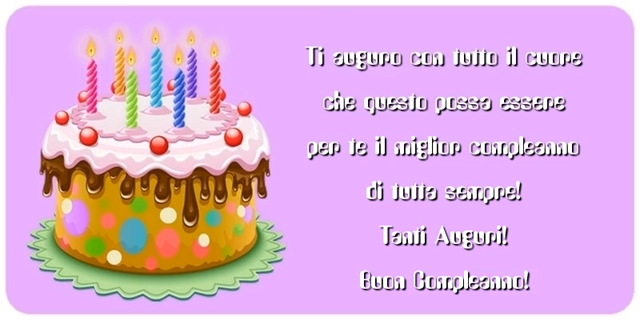 Ti auguro con tutto il cuore
che questo possa essere
per te il miglior compleanno
di tutta sempre!
Tanti Auguri!
Buon Compleanno!